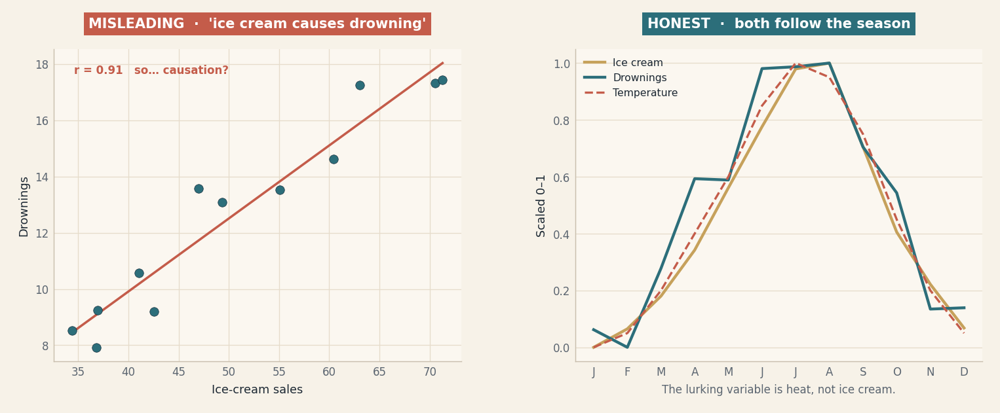 MISLEADING · 'ice cream causes drowning'
r = 0.91 so… causation?
18
16
14
12
10
8
Drownings
35 40 45 50 55 60 65 70
Ice-cream sales
HONEST · both follow the season
Ice cream
Drownings
Temperature
1.0
0.8
0.6
0.4
0.2
0.0
Scaled 0–1
J F M A M J J A S O N D
The lurking variable is heat, not ice cream.